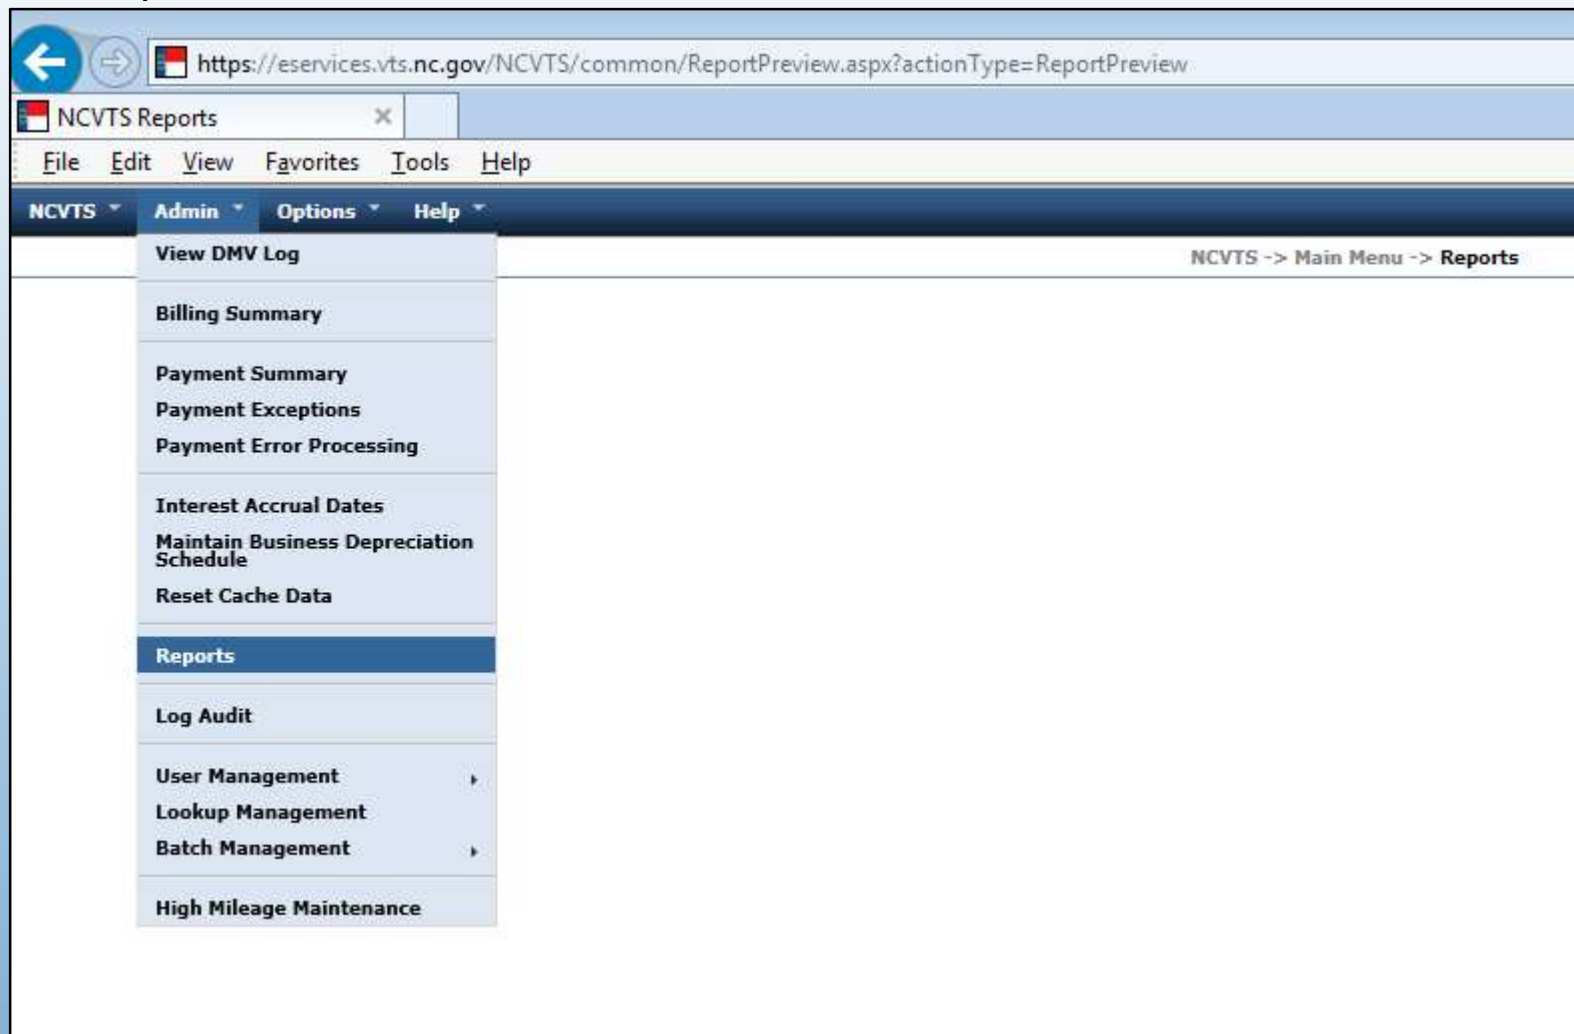 https://eservices.vts.nc.gov/NCVTS/common/ReportPreview.aspx?actionType=ReportPreview
NCVTS Reports
File Edit View Favorites Tools Help
NCVTS Admin Options Help
NCVTS -> Main Menu -> Reports
View DMV Log
Billing Summary
Payment Summary
Payment Exceptions
Payment Error Processing
Interest Accrual Dates
Maintain Business Depreciation
Schedule
Reset Cache Data
Reports
Log Audit
User Management
Lookup Management
Batch Management
High Mileage Maintenance